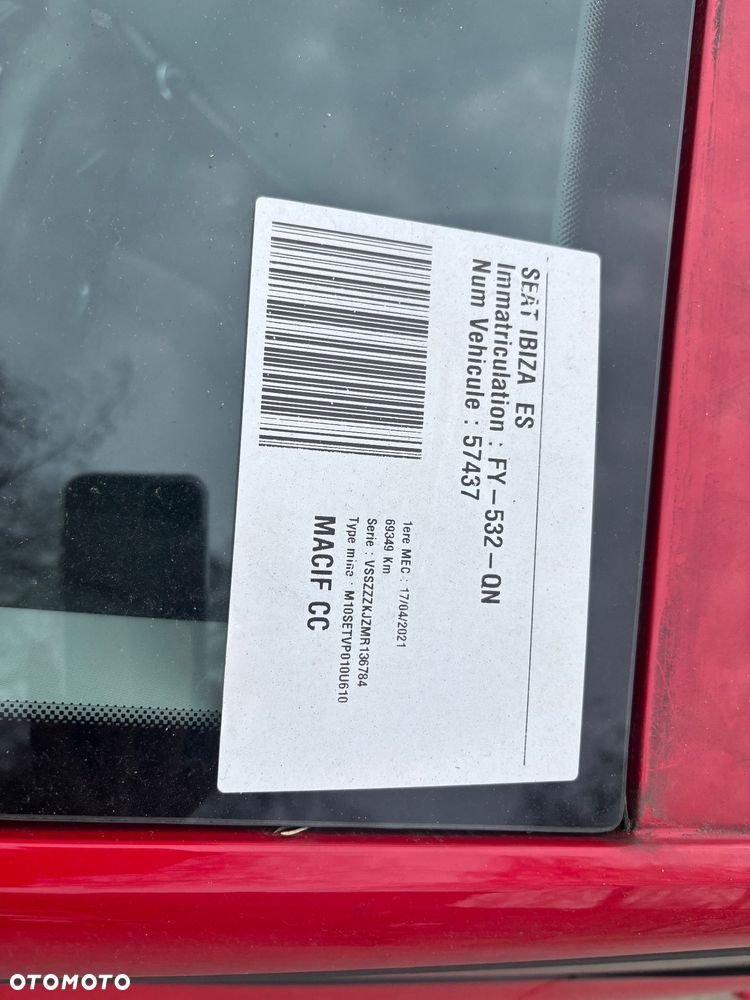 SEAT IBIZA ES
Immatriculation : FY-532-QN
Num Vehicule : 57437
1ere MEC : 17/04/2021
69349 Km
Serie : VSSZZZKJZMR136784
Type mine : M10SETVP010U610
MACIF CC
OTOMOTO